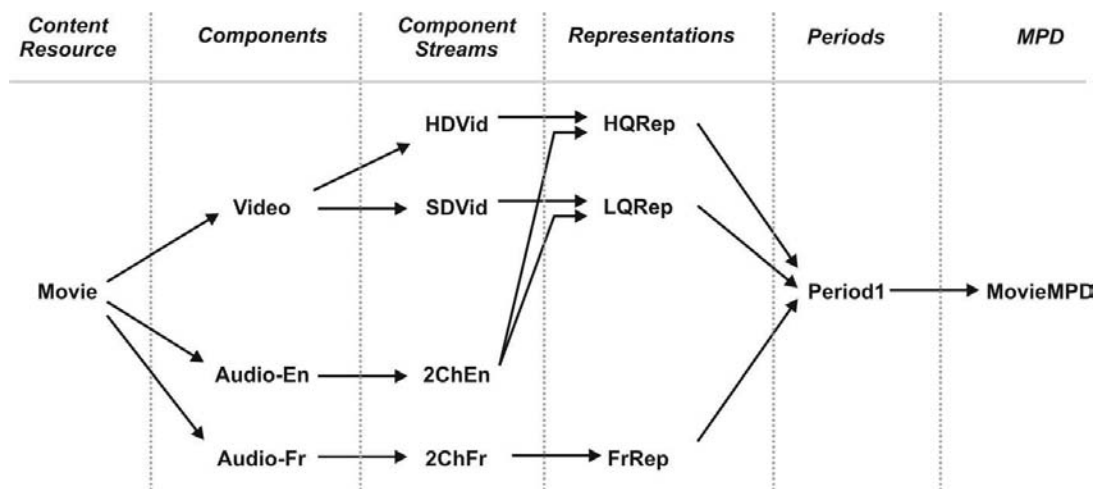 Content
Resource
Components
Component
Streams
Representations
Periods
MPD
HDVid
HQRep
Video
SDVid
LQRep
Movie
Period1
MovieMPD
Audio-En
2ChEn
Audio-Fr
2ChFr
FrRep